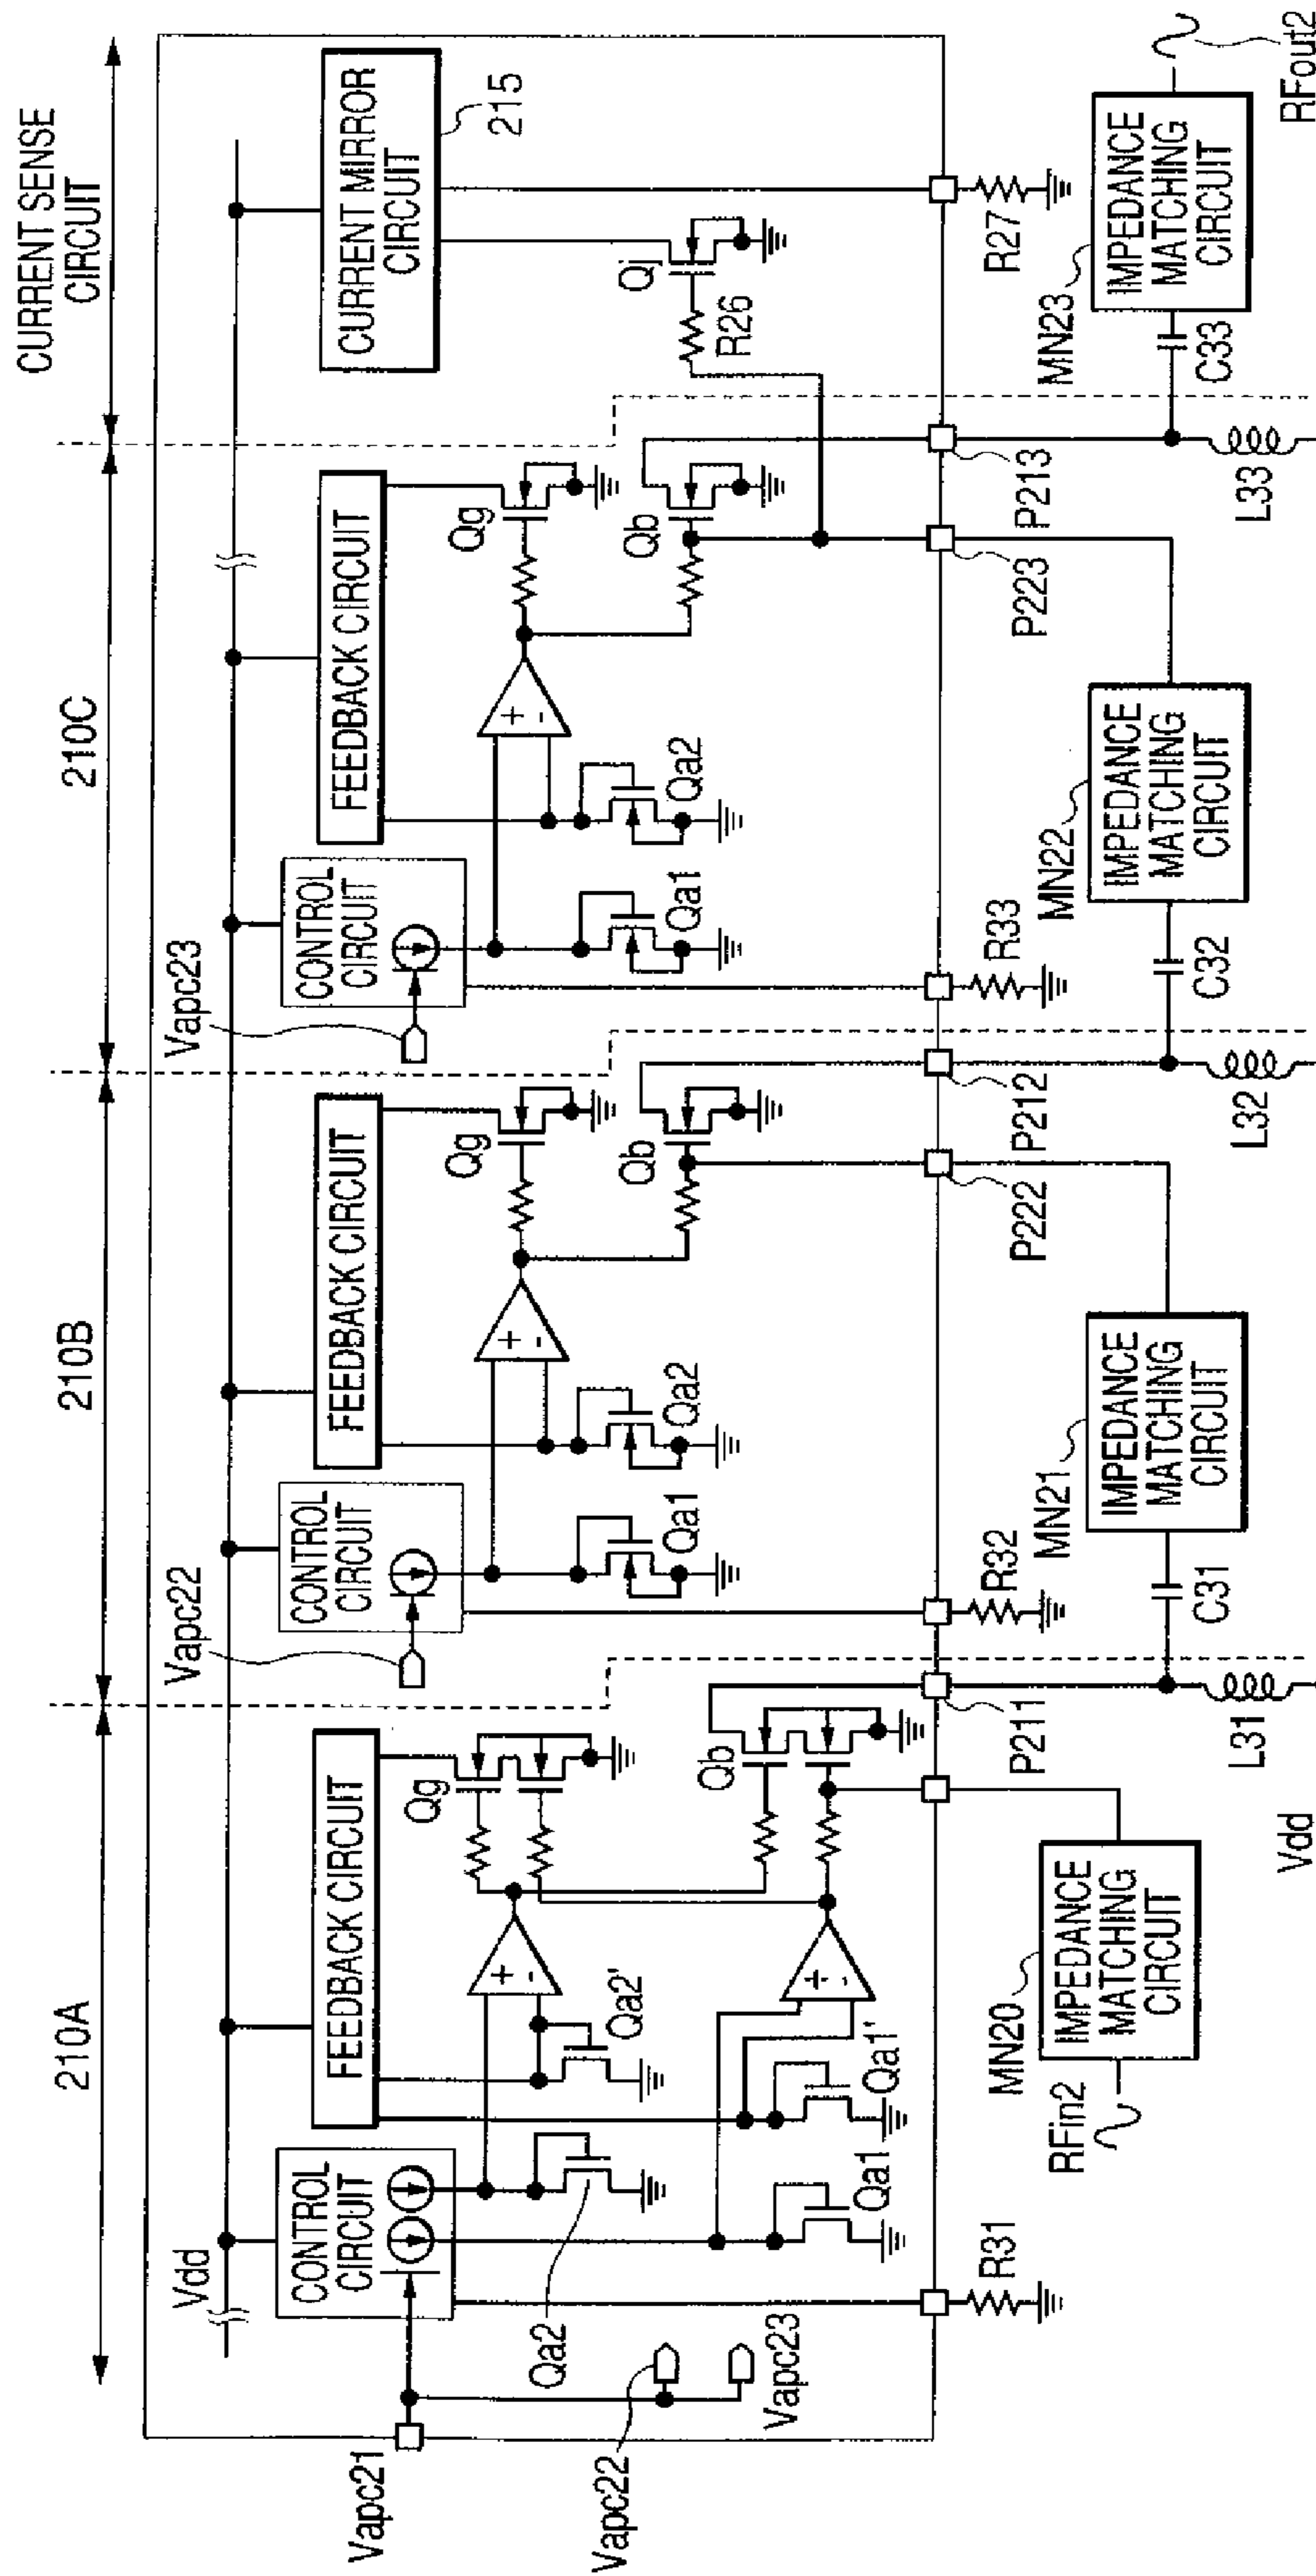 210A
210B
210C
CURRENT SENSE
CIRCUIT
Vdd
Vapc21
Vapc22
Vapc23
CONTROL
CIRCUIT
FEEDBACK CIRCUIT
Qa2
Qa2'
+
-
Qg
Qa1
Qa1'
+
-
Qb
R31
MN20
RFin2
IMPEDANCE
MATCHING
CIRCUIT
P211
Vdd
L31
Vapc22
CONTROL
CIRCUIT
FEEDBACK CIRCUIT
Qa1
Qa2
+
-
Qg
Qb
R32
C31
MN21
IMPEDANCE
MATCHING
CIRCUIT
P222
P212
L32
Vapc23
CONTROL
CIRCUIT
FEEDBACK CIRCUIT
Qa1
Qa2
+
-
Qg
Qb
R33
C32
MN22
IMPEDANCE
MATCHING
CIRCUIT
P223
P213
L33
CURRENT MIRROR
CIRCUIT
215
Qj
R26
R27
C33
MN23
IMPEDANCE
MATCHING
CIRCUIT
RFout2